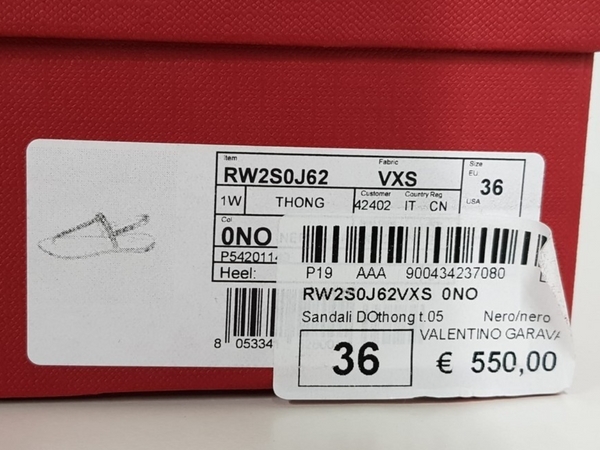 Item Fabric Size
RW2S0J62 VXS EU 36
1W THONG Customer Country Reg USA
42402 IT CN
Col
0NO
P542011
Heel:
8 05334
P19 AAA 900434237080
RW2S0J62VXS 0NO
Sandali DOthong t.05 Nero/nero
VALENTINO GARAVA
36 € 550,00